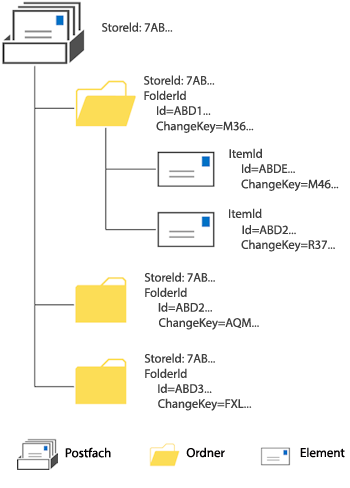 StoreId: 7AB...
StoreId: 7AB...
FolderId
Id=ABD1...
ChangeKey=M36...
ItemId
Id=ABDE...
ChangeKey=M46...
ItemId
Id=ABD2...
ChangeKey=R37...
StoreId: 7AB...
FolderId
Id=ABD2...
ChangeKey=AQM...
StoreId: 7AB...
FolderId
Id=ABD3...
ChangeKey=FXL...
Postfach Ordner Element